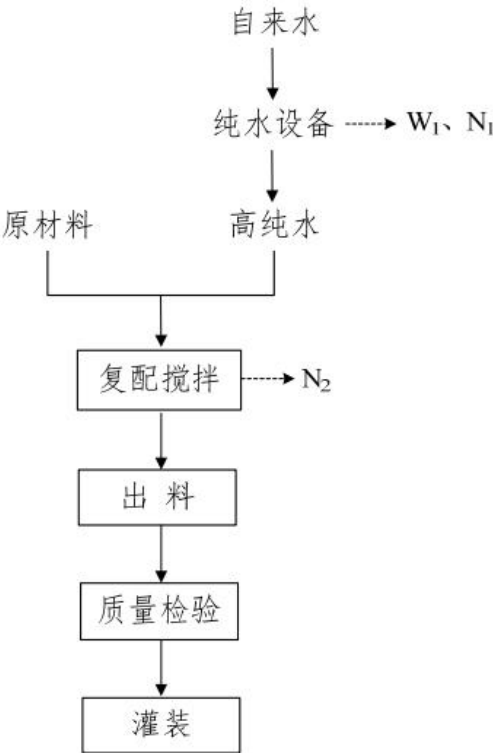 自来水
纯水设备 W₁、N₁
原材料 高纯水
复配搅拌 N₂
出 料
质量检验
灌装